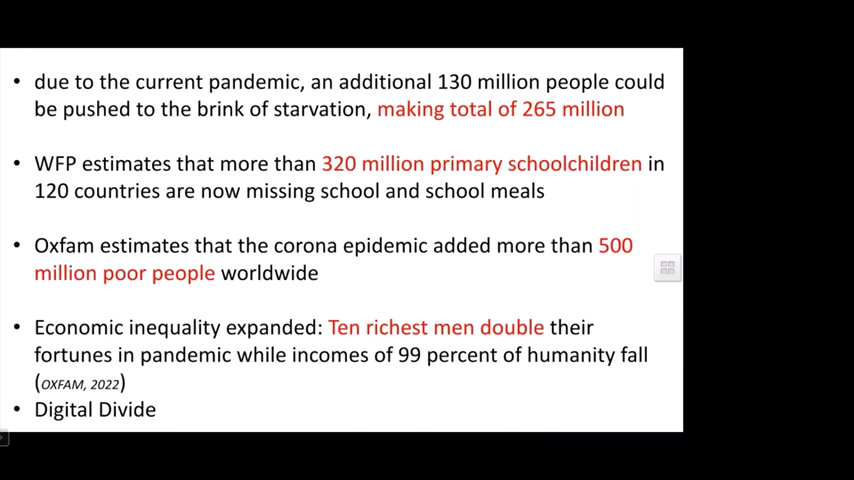 • due to the current pandemic, an additional 130 million people could
be pushed to the brink of starvation, making total of 265 million
• WFP estimates that more than 320 million primary schoolchildren in
120 countries are now missing school and school meals
• Oxfam estimates that the corona epidemic added more than 500
million poor people worldwide
• Economic inequality expanded: Ten richest men double their
fortunes in pandemic while incomes of 99 percent of humanity fall
(OXFAM, 2022)
• Digital Divide